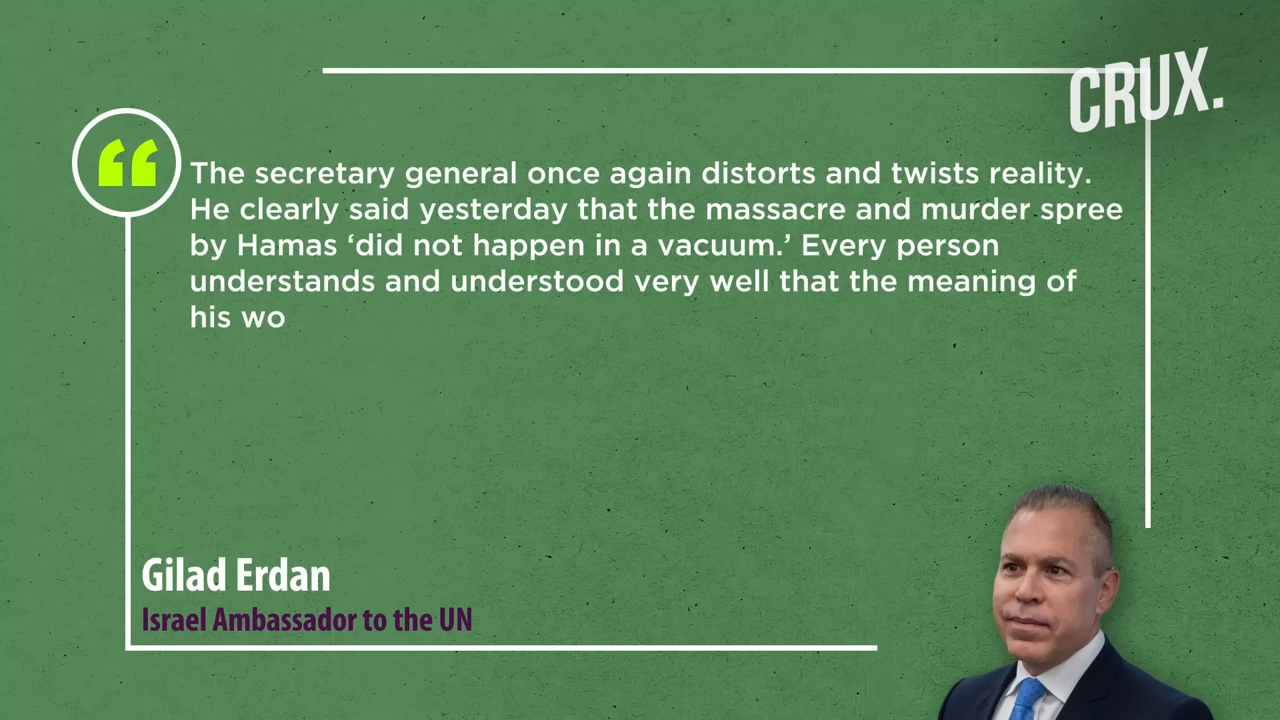 CRUX.
The secretary general once again distorts and twists reality.
He clearly said yesterday that the massacre and murder spree
by Hamas ‘did not happen in a vacuum.’ Every person
understands and understood very well that the meaning of
his wo
Gilad Erdan
Israel Ambassador to the UN